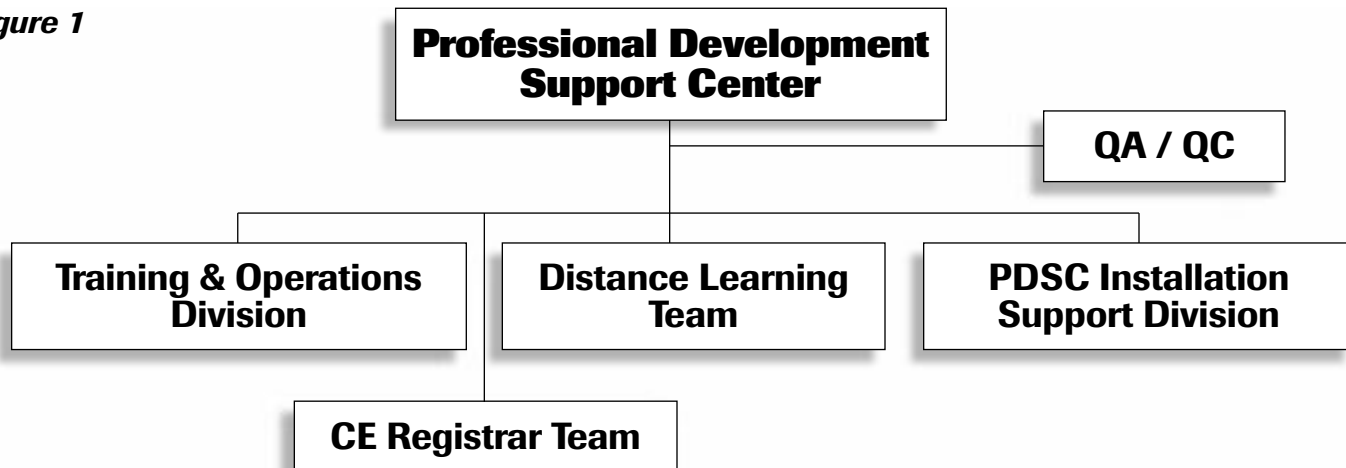 gure 1
Professional Development
Support Center
QA / QC
Training & Operations
Division
Distance Learning
Team
PDSC Installation
Support Division
CE Registrar Team